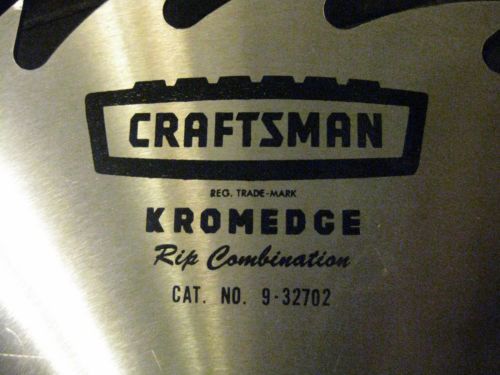 CRAFTSMAN
REG. TRADE-MARK
KROMEDGE
Rip Combination
CAT. NO. 9-32702